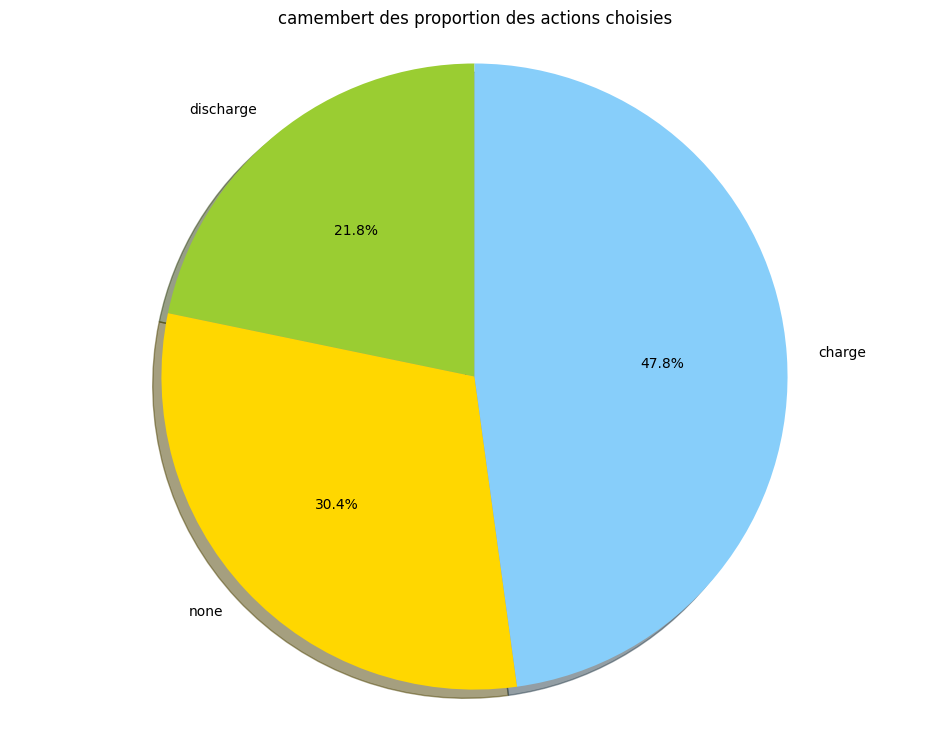 camembert des proportion des actions choisies
discharge
21.8%
charge
47.8%
30.4%
none